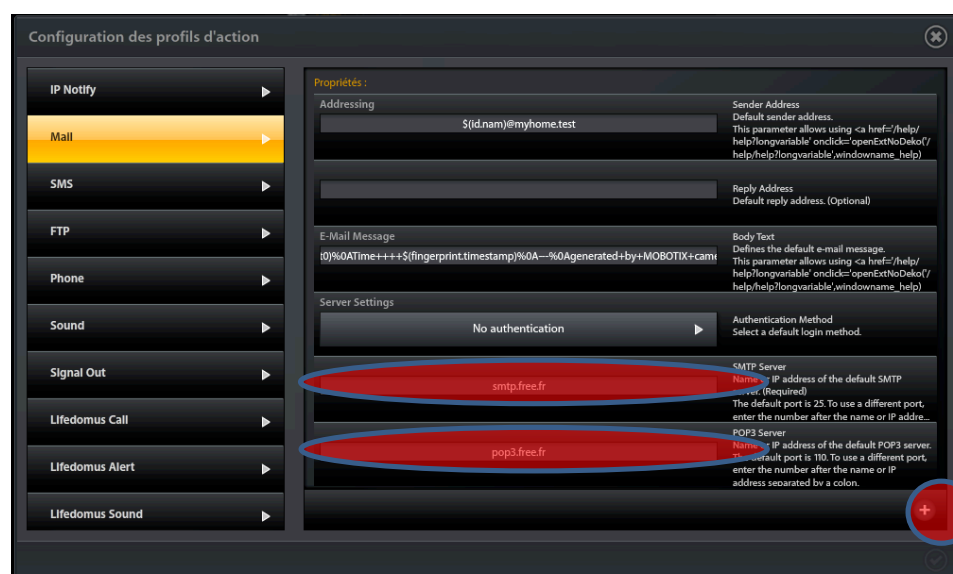 Configuration des profils d'action
IP Notify
Mail
SMS
FTP
Phone
Sound
Signal Out
Lifedomus Call
Lifedomus Alert
Lifedomus Sound
Propriétés :
Addressing
$(id.nam)@myhome.test
Sender Address
Default sender address.
This parameter allows using <a href='/help/
help?longvariable' onclick='openExtNoDeko('/
help/help?longvariable',windowname_help)
Reply Address
Default reply address. (Optional)
E-Mail Message
:0)%0ATime++++$(fingerprint.timestamp)%0A---%0Agenerated+by+MOBOTIX+came
Body Text
Defines the default e-mail message.
This parameter allows using <a href='/help/
help?longvariable' onclick='openExtNoDeko('/
help/help?longvariable',windowname_help)
Server Settings
No authentication
Authentication Method
Select a default login method.
smtp.free.fr
SMTP Server
Name or IP address of the default SMTP
server. (Required)
The default port is 25. To use a different port,
enter the number after the name or IP addre...
pop3.free.fr
POP3 Server
Name or IP address of the default POP3 server.
The default port is 110. To use a different port,
enter the number after the name or IP
address separated by a colon.
+